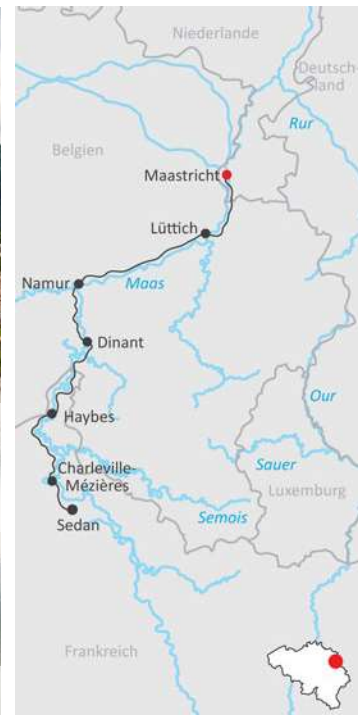 Niederlande
Deutsch-
land
Rur
Belgien
Maastricht
Lüttich
Namur
Maas
Dinant
Our
Haybes
Sauer
Charleville-
Mézières
Luxemburg
Semois
Sedan
Frankreich